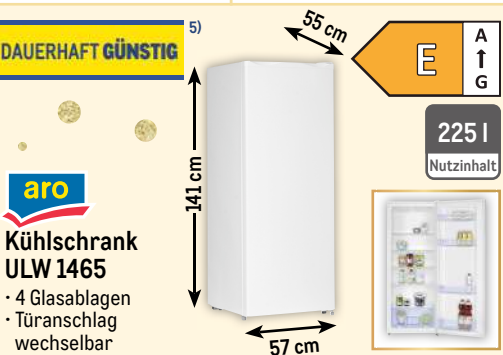 DAUERHAFT GÜNSTIG
5)
55 cm
E
A
↑
G
225 l
Nutzinhalt
141 cm
aro
Kühlschrank
ULW 1465
· 4 Glasablagen
· Türanschlag
wechselbar
57 cm